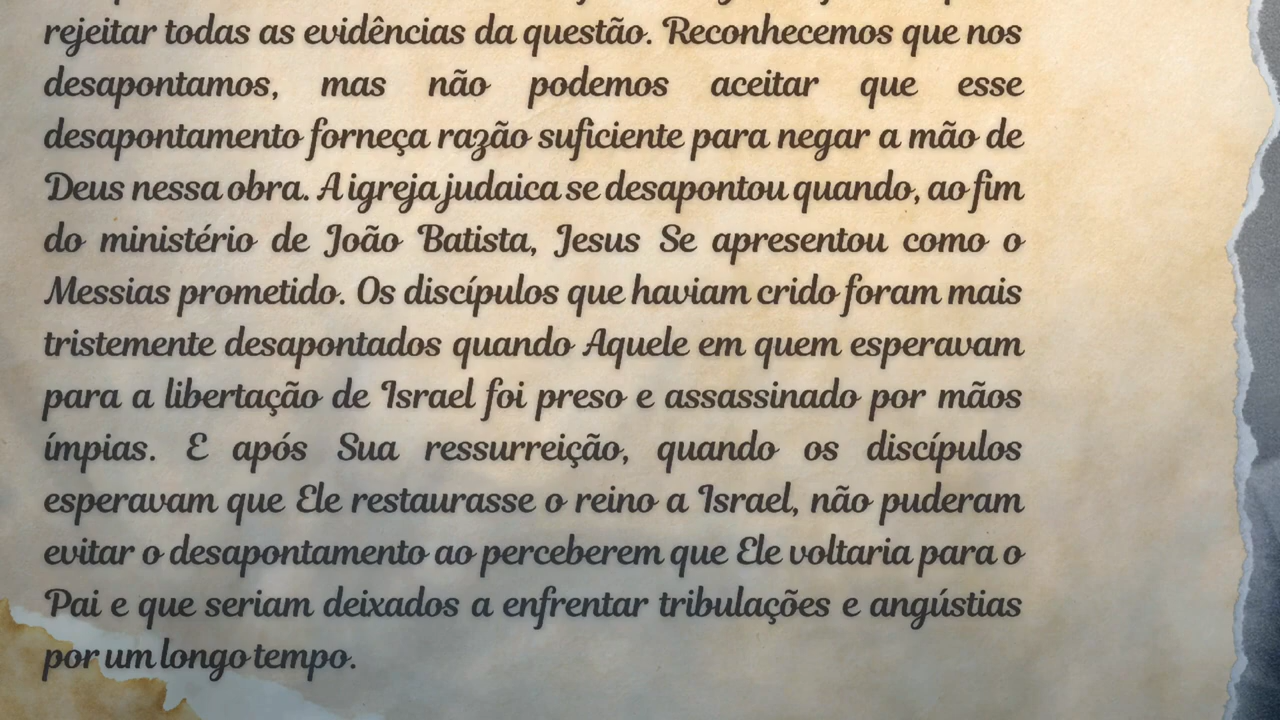 rejeitar todas as evidências da questão. Reconhecemos que nos
desapontamos, mas não podemos aceitar que esse
desapontamento forneça razão suficiente para negar a mão de
Deus nessa obra. A igreja judaica se desapontou quando, ao fim
do ministério de João Batista, Jesus Se apresentou como o
Messias prometido. Os discípulos que haviam crido foram mais
tristemente desapontados quando Aquele em quem esperavam
para a libertação de Israel foi preso e assassinado por mãos
ímpias. E após Sua ressurreição, quando os discípulos
esperavam que Ele restaurasse o reino a Israel, não puderam
evitar o desapontamento ao perceberem que Ele voltaria para o
Pai e que seriam deixados a enfrentar tribulações e angústias
por um longo tempo.